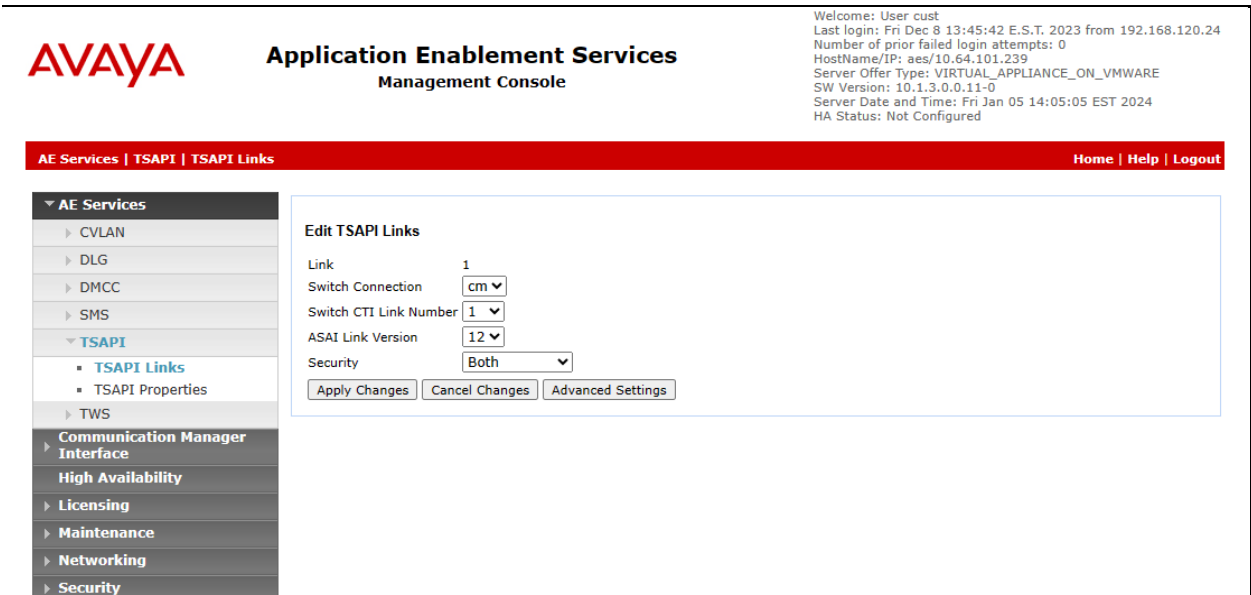 Welcome: User cust
Last login: Fri Dec 8 13:45:42 E.S.T. 2023 from 192.168.120.24
Number of prior failed login attempts: 0
HostName/IP: aes/10.64.101.239
Server Offer Type: VIRTUAL_APPLIANCE_ON_VMWARE
SW Version: 10.1.3.0.0.11-0
Server Date and Time: Fri Jan 05 14:05:05 EST 2024
HA Status: Not Configured
AVAYA
Application Enablement Services
Management Console
AE Services | TSAPI | TSAPI Links
Home | Help | Logout
AE Services
CVLAN
DLG
DMCC
SMS
TSAPI
TSAPI Links
TSAPI Properties
TWS
Communication Manager
Interface
High Availability
Licensing
Maintenance
Networking
Security
Edit TSAPI Links
Link 1
Switch Connection cm
Switch CTI Link Number 1
ASAI Link Version 12
Security Both
Apply Changes Cancel Changes Advanced Settings